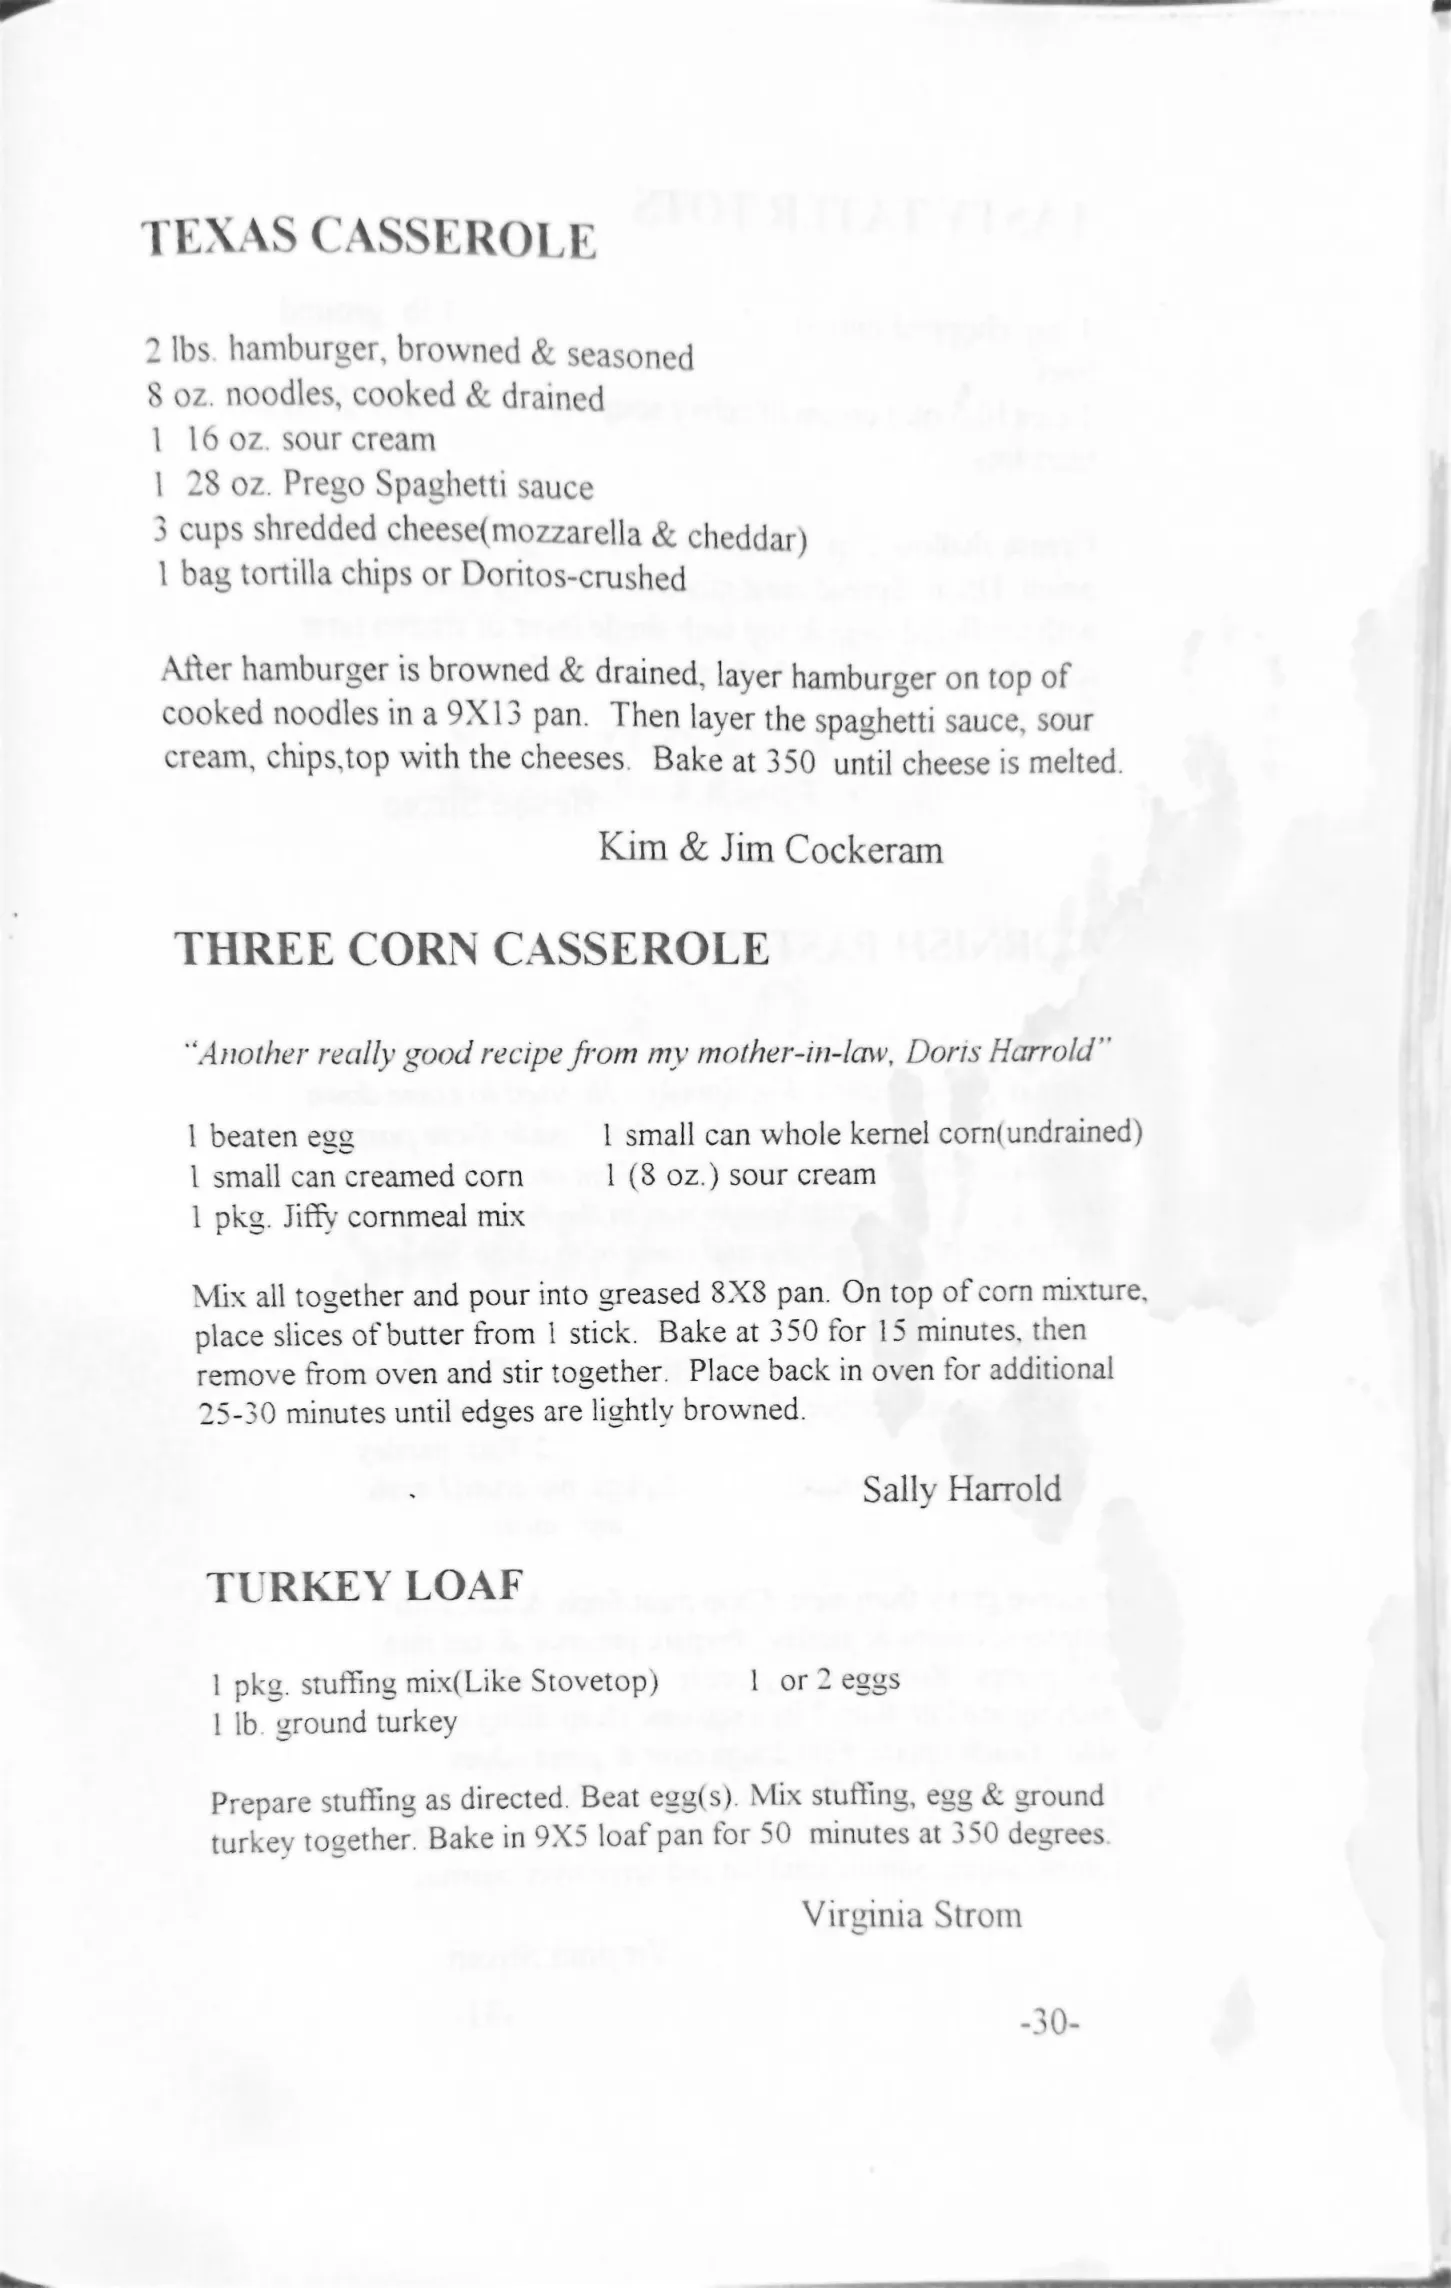 TEXAS CASSEROLE
2 lbs. hamburger, browned & seasoned
8 oz. noodles, cooked & drained
1 16 oz. sour cream
1 28 oz. Prego Spaghetti sauce
3 cups shredded cheese(mozzarella & cheddar)
1 bag tortilla chips or Doritos-crushed
After hamburger is browned & drained, layer hamburger on top of
cooked noodles in a 9X13 pan. Then layer the spaghetti sauce, sour
cream, chips,top with the cheeses. Bake at 350 until cheese is melted.
Kim & Jim Cockeram
THREE CORN CASSEROLE
"Another really good recipe from my mother-in-law, Doris Harrold"
1 beaten egg 1 small can whole kernel corn(undrained)
1 small can creamed corn 1 (8 oz.) sour cream
1 pkg. Jiffy cornmeal mix
Mix all together and pour into greased 8X8 pan. On top of corn mixture,
place slices of butter from 1 stick. Bake at 350 for 15 minutes, then
remove from oven and stir together. Place back in oven for additional
25-30 minutes until edges are lightly browned.
Sally Harrold
TURKEY LOAF
1 pkg. stuffing mix(Like Stovetop) 1 or 2 eggs
1 lb. ground turkey
Prepare stuffing as directed. Beat egg(s). Mix stuffing, egg & ground
turkey together. Bake in 9X5 loaf pan for 50 minutes at 350 degrees.
Virginia Strom
-30-